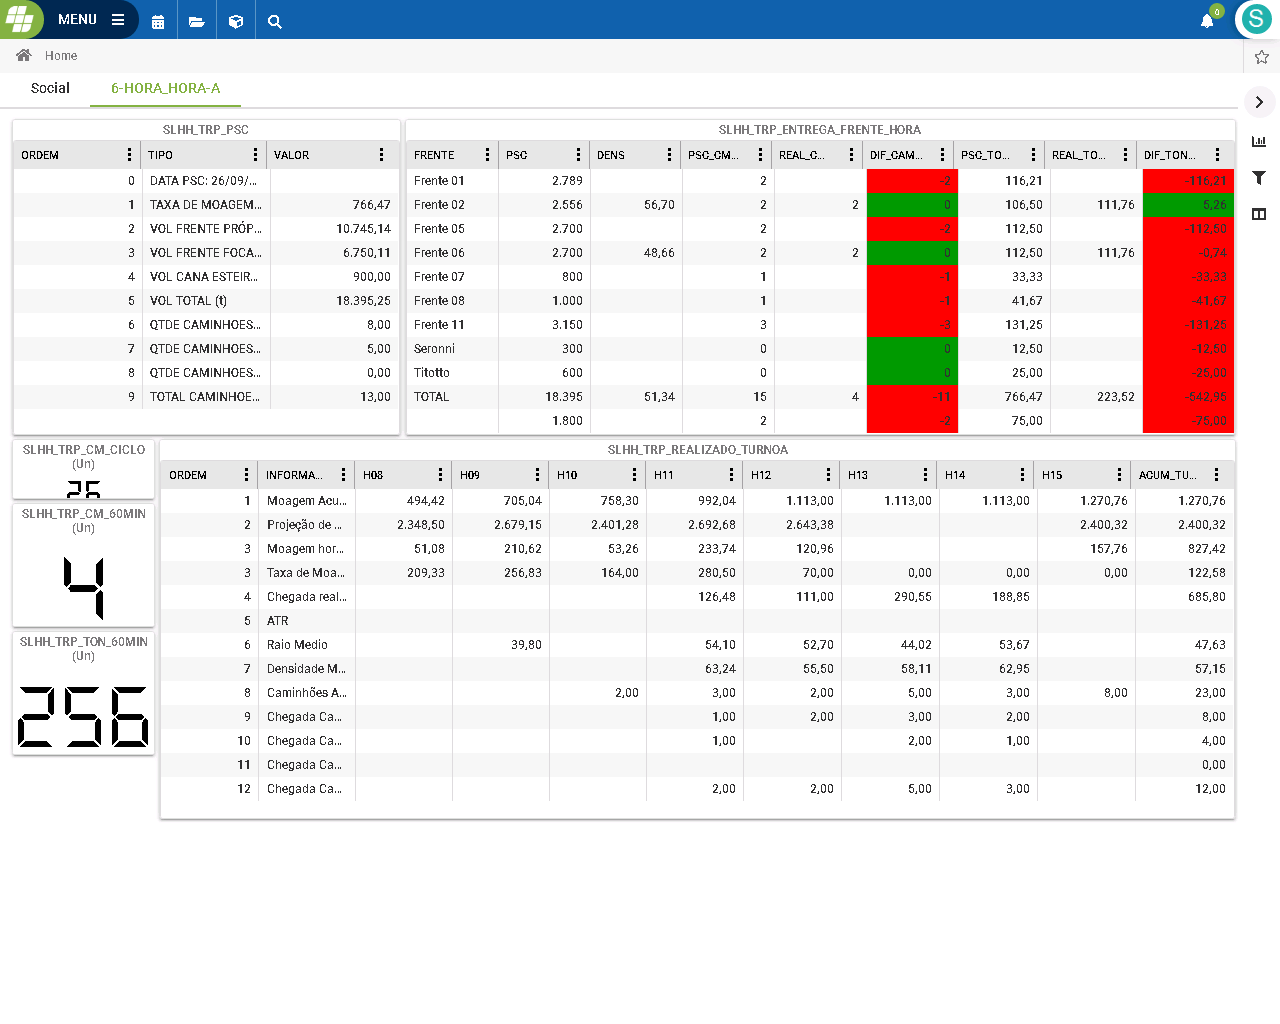 MENU
0
S
Home
Social 6-HORA_HORA-A
SLHH_TRP_PSC
ORDEM TIPO VALOR
0 DATA PSC: 26/09/...
1 TAXA DE MOAGEM... 766,47
2 VOL FRENTE PRÓP... 10.745,14
3 VOL FRENTE FOCA... 6.750,11
4 VOL CANA ESTEIR... 900,00
5 VOL TOTAL (t) 18.395,25
6 QTDE CAMINHOES... 8,00
7 QTDE CAMINHOES... 5,00
8 QTDE CAMINHOES... 0,00
9 TOTAL CAMINHOE... 13,00
SLHH_TRP_ENTREGA_FRENTE_HORA
FRENTE PSC DENS PSC_CM... REAL_C... DIF_CAM... PSC_TO... REAL_TO... DIF_TON...
Frente 01 2.789 2 -2 116,21 -116,21
Frente 02 2.556 56,70 2 2 0 106,50 111,76 5,26
Frente 05 2.700 2 -2 112,50 -112,50
Frente 06 2.700 48,66 2 2 0 112,50 111,76 -0,74
Frente 07 800 1 -1 33,33 -33,33
Frente 08 1.000 1 -1 41,67 -41,67
Frente 11 3.150 3 -3 131,25 -131,25
Seronni 300 0 0 12,50 -12,50
Titotto 600 0 0 25,00 -25,00
TOTAL 18.395 51,34 15 4 -11 766,47 223,52 -542,95
1.800 2 -2 75,00 -75,00
SLHH_TRP_CM_CICLO
(Un)
26
SLHH_TRP_CM_60MIN
(Un)
4
SLHH_TRP_TON_60MIN
(Un)
256
SLHH_TRP_REALIZADO_TURNOA
ORDEM INFORMA... H08 H09 H10 H11 H12 H13 H14 H15 ACUM_TU...
1 Moagem Acu... 494,42 705,04 758,30 992,04 1.113,00 1.113,00 1.113,00 1.270,76 1.270,76
2 Projeção de ... 2.348,50 2.679,15 2.401,28 2.692,68 2.643,38 2.400,32 2.400,32
3 Moagem hor... 51,08 210,62 53,26 233,74 120,96 157,76 827,42
3 Taxa de Moa... 209,33 256,83 164,00 280,50 70,00 0,00 0,00 0,00 122,58
4 Chegada real... 126,48 111,00 290,55 188,85 685,80
5 ATR
6 Raio Medio 39,80 54,10 52,70 44,02 53,67 47,63
7 Densidade M... 63,24 55,50 58,11 62,95 57,15
8 Caminhões A... 2,00 3,00 2,00 5,00 3,00 8,00 23,00
9 Chegada Ca... 1,00 2,00 3,00 2,00 8,00
10 Chegada Ca... 1,00 2,00 1,00 4,00
11 Chegada Ca... 0,00
12 Chegada Ca... 2,00 2,00 5,00 3,00 12,00